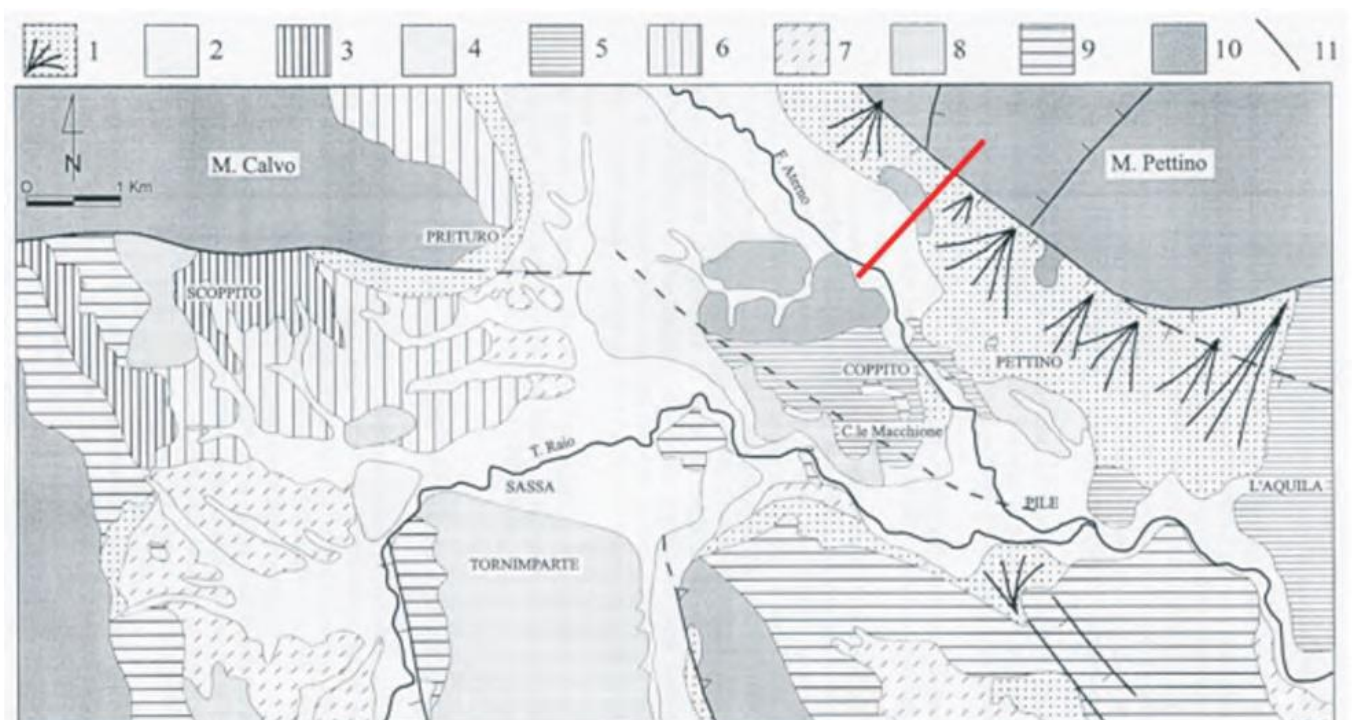 1 2 3 4 5 6 7 8 9 10 11
N
0 1 Km
M. Calvo
F. Aterno
M. Pettino
PRETURO
SCOPPITO
COPPITO
PETTINO
C.le Macchione
T. Raio
SASSA
PILE
L'AQUILA
TORNIMPARTE